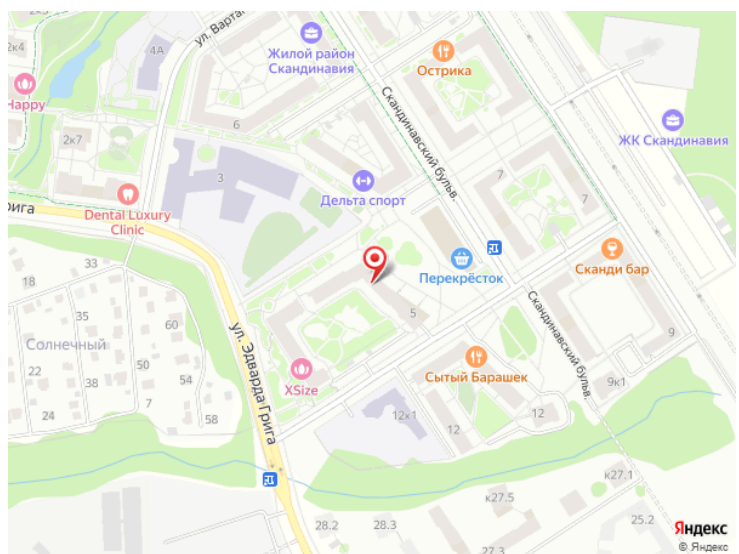 2к3
2к4
4А
ул. Варта
Жилой район
Скандинавия
Острика
Скандинавский бульв.
ЖК Скандинавия
Happy
6
2к7
3
7
7
Дельта спорт
Dental Luxury
Clinic
рига
Перекрёсток
Сканди бар
18
33
60
Солнечный
22
50
38
54
24
7
58
ул. Эдварда Грига
5
XSize
Сытый Барашек
Скандинавский бульв.
9
9к1
12к1
12
12
к27.1
к27.5
28.2
28.3
27.3
25.2
Яндекс
© Яндекс